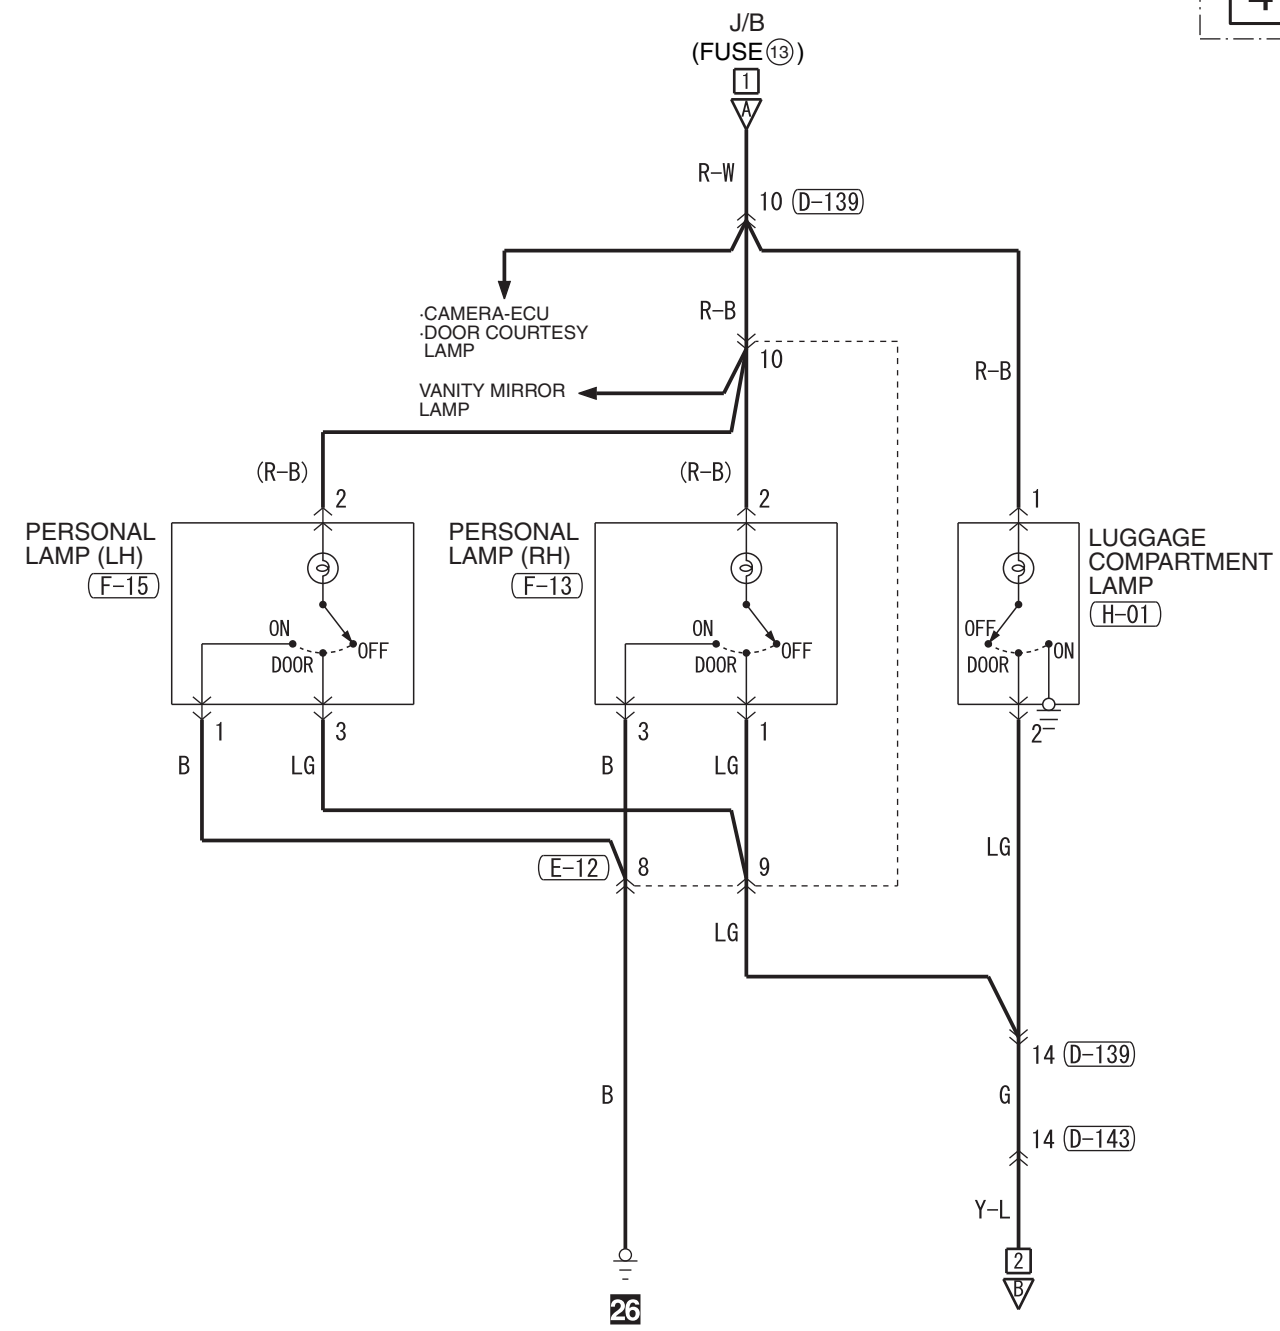 J/B
(FUSE⑬)
1
A
R-W
10 D-139
·CAMERA-ECU
·DOOR COURTESY
LAMP
R-B
10
R-B
VANITY MIRROR
LAMP
(R-B)
(R-B)
2
2
1
PERSONAL
LAMP (LH)
F-15
PERSONAL
LAMP (RH)
F-13
LUGGAGE
COMPARTMENT
LAMP
H-01
ON
DOOR
OFF
ON
DOOR
OFF
OFF
DOOR
ON
1
3
3
1
2
B
LG
B
LG
LG
E-12
8
9
LG
14 D-139
B
G
14 D-143
Y-L
2
B
26